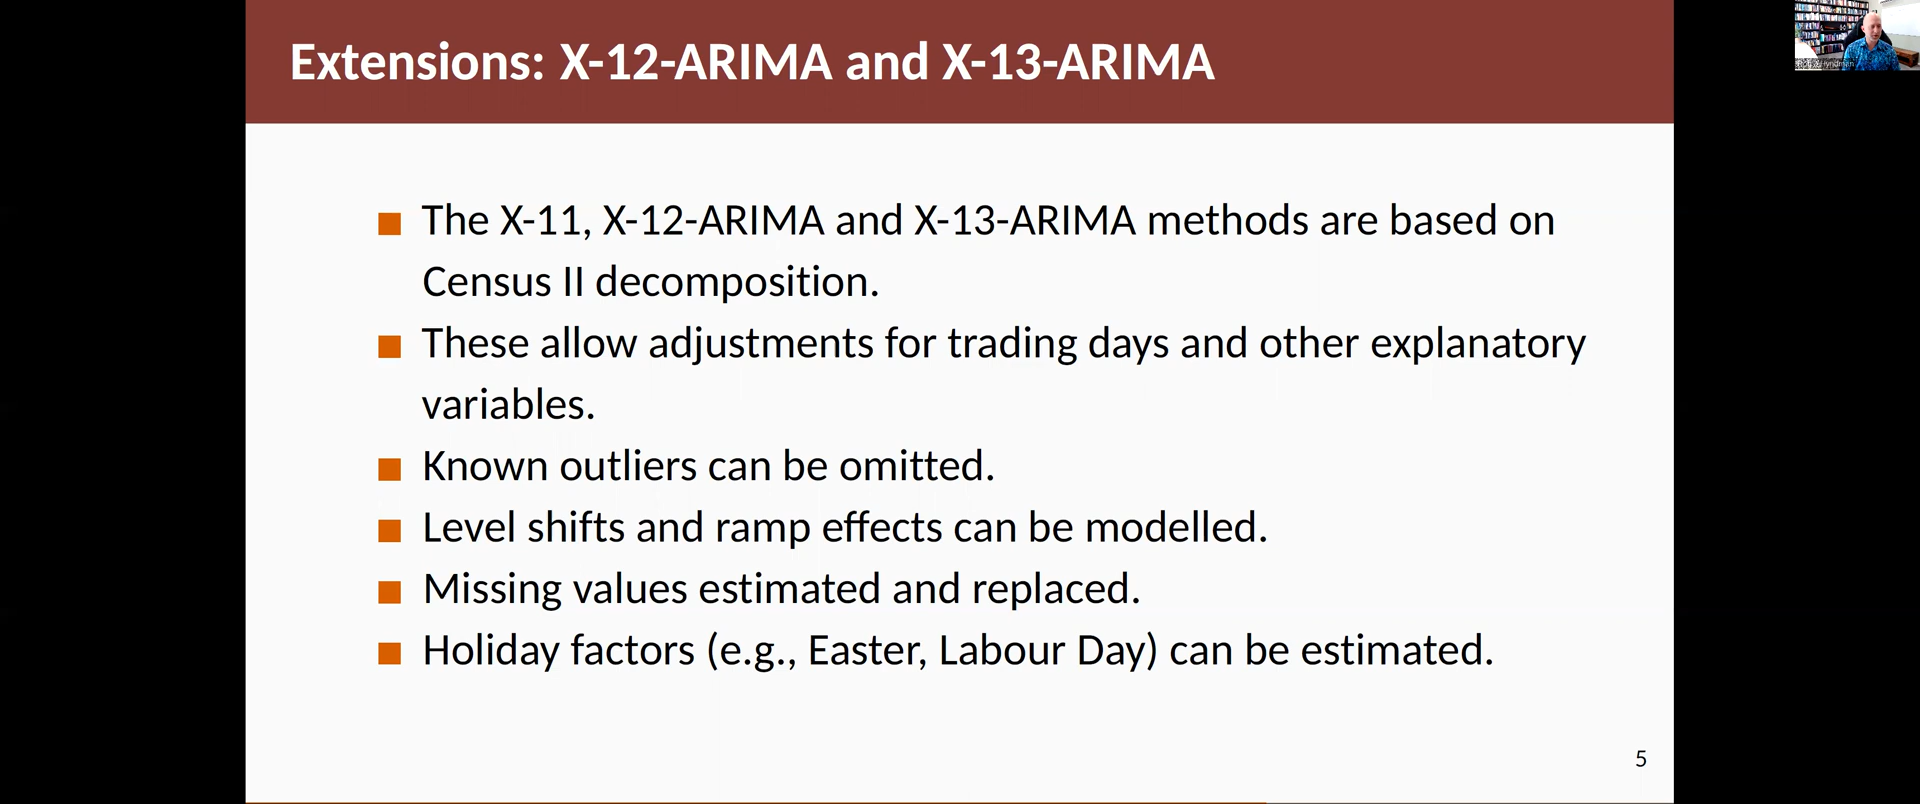 Extensions: X-12-ARIMA and X-13-ARIMA
The X-11, X-12-ARIMA and X-13-ARIMA methods are based on
Census II decomposition.
These allow adjustments for trading days and other explanatory
variables.
Known outliers can be omitted.
Level shifts and ramp effects can be modelled.
Missing values estimated and replaced.
Holiday factors (e.g., Easter, Labour Day) can be estimated.
5